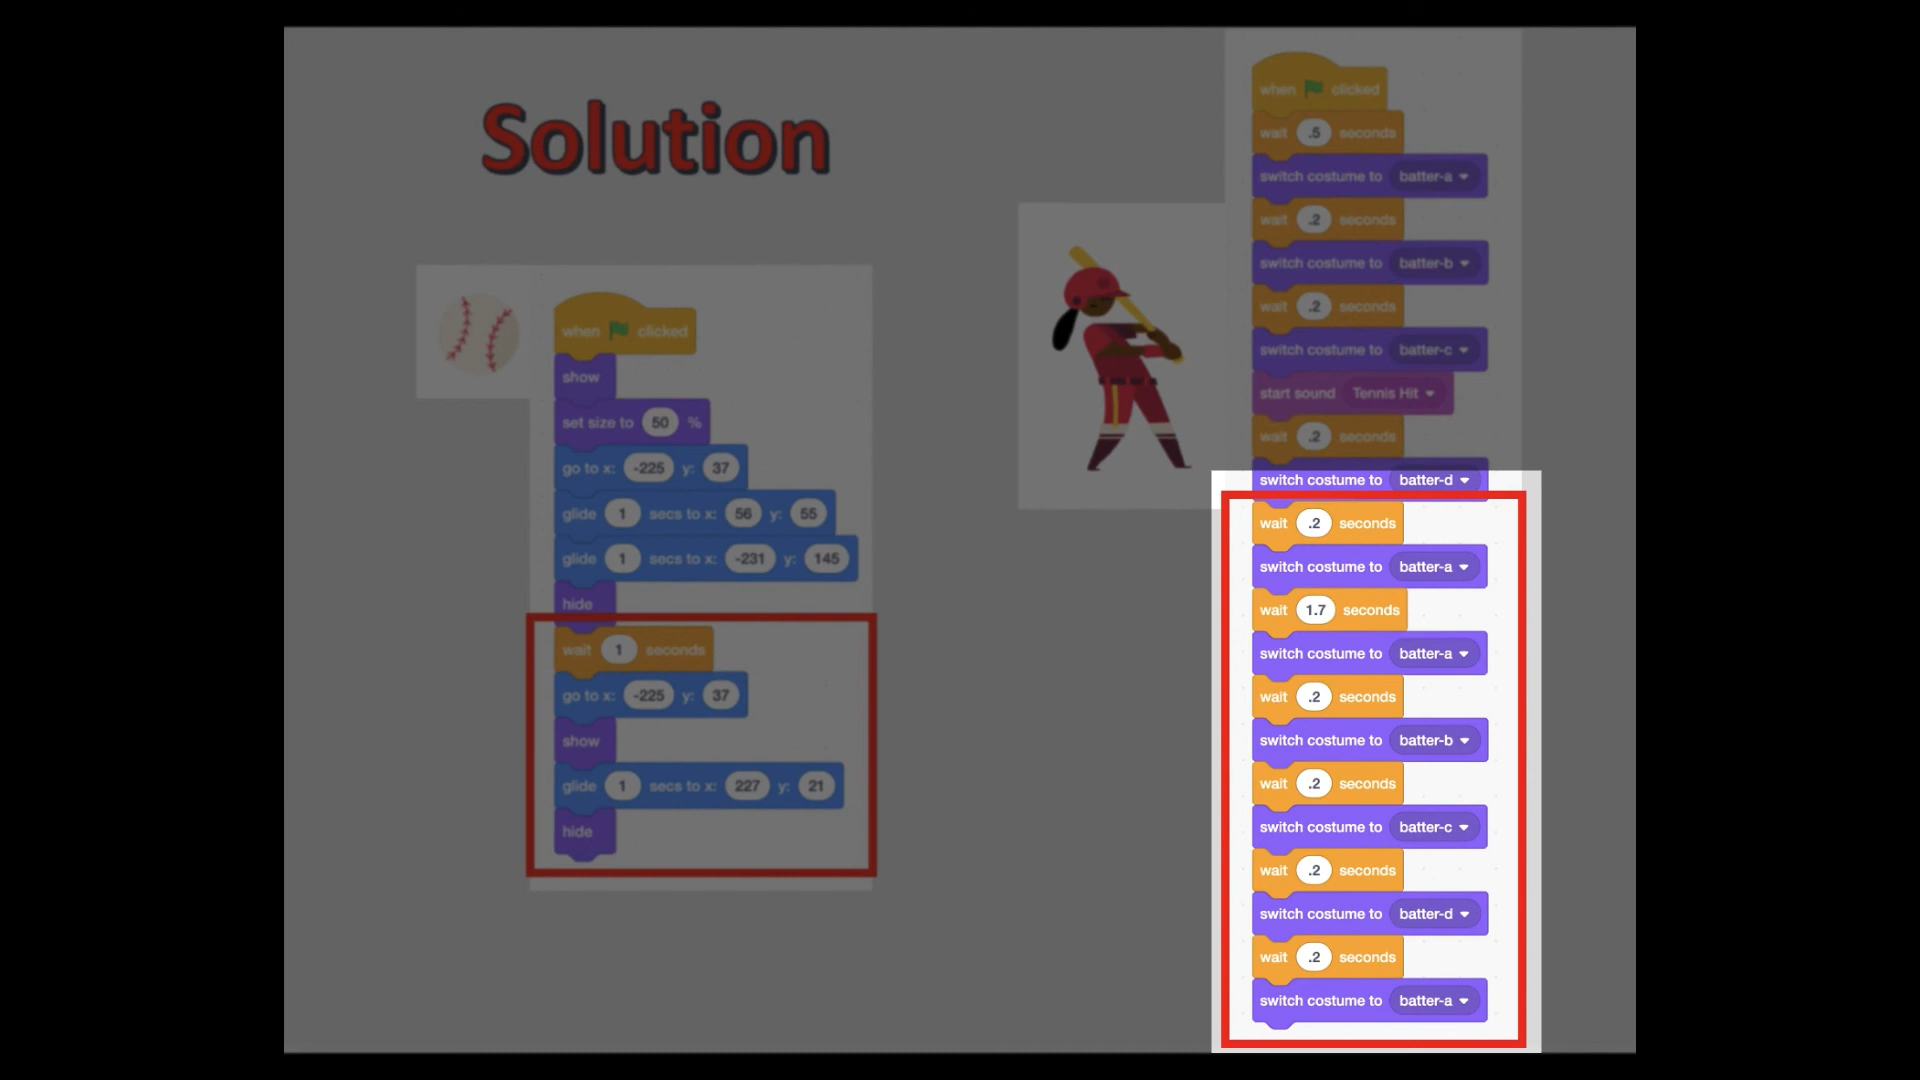 Solution
when clicked
show
set size to 50 %
go to x: -225 y: 37
glide 1 secs to x: 56 y: 55
glide 1 secs to x: -231 y: 145
hide
wait 1 seconds
go to x: -225 y: 37
show
glide 1 secs to x: 227 y: 21
hide
when clicked
wait .5 seconds
switch costume to batter-a
wait .2 seconds
switch costume to batter-b
wait .2 seconds
switch costume to batter-c
start sound Tennis Hit
wait .2 seconds
switch costume to batter-d
wait .2 seconds
switch costume to batter-a
wait 1.7 seconds
switch costume to batter-a
wait .2 seconds
switch costume to batter-b
wait .2 seconds
switch costume to batter-c
wait .2 seconds
switch costume to batter-d
wait .2 seconds
switch costume to batter-a